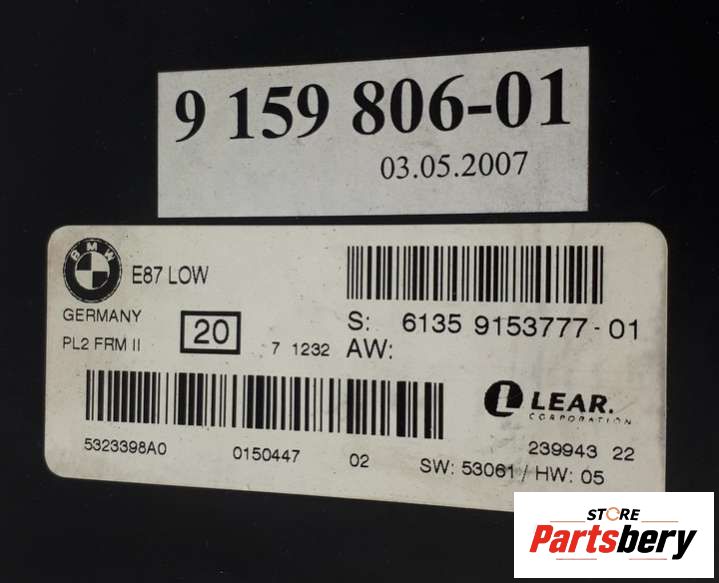 9 159 806-01
03.05.2007
BMW
E87 LOW
GERMANY
PL2 FRM II
20
7 1232
S: 6135 9153777-01
AW:
LEAR.
CORPORATION
5323398A0 0150447 02
239943 22
SW: 53061 / HW: 05
STORE
Partsbery